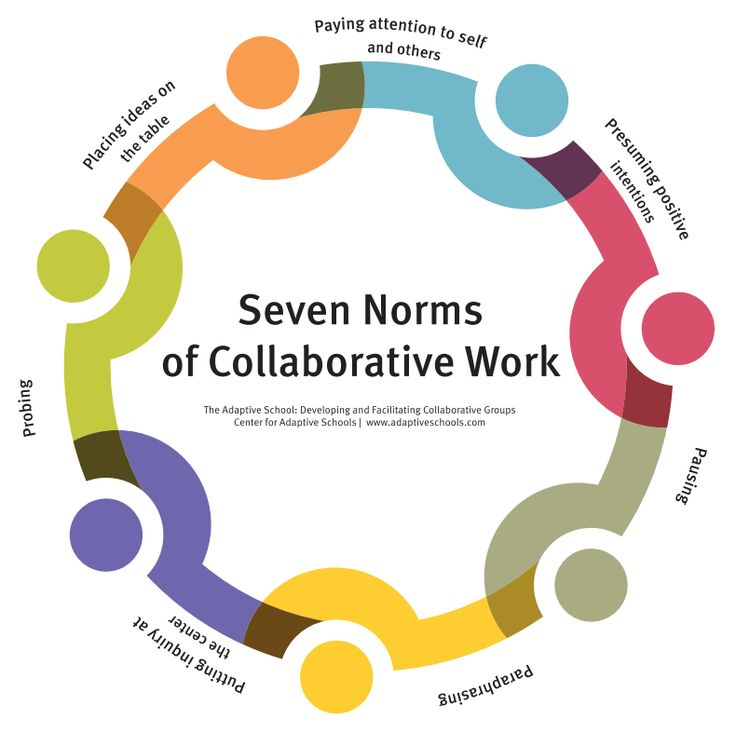 Seven Norms
of Collaborative Work
The Adaptive School: Developing and Facilitating Collaborative Groups
Center for Adaptive Schools | www.adaptiveschools.com
Paying attention to self
and others
Presuming positive
intentions
Pausing
Paraphrasing
Putting inquiry at
the center
Probing
Placing ideas on
the table